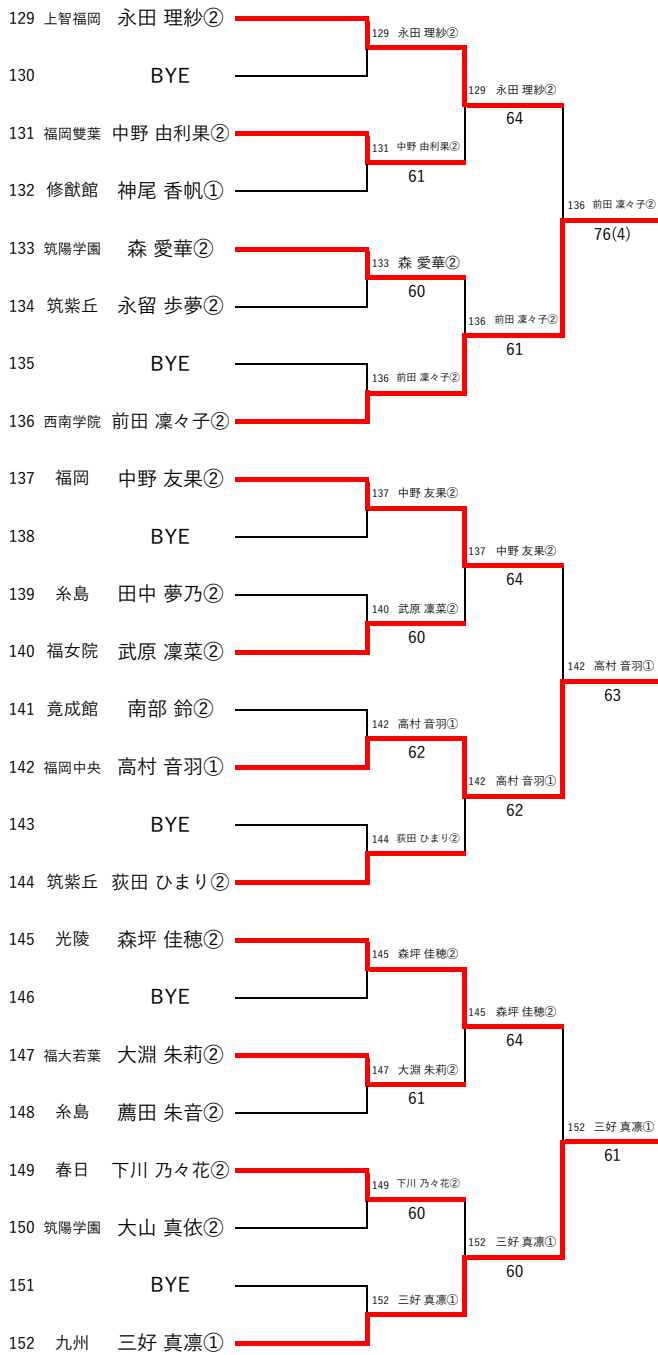 129 上智福岡 永田 理紗②
129 永田 理紗②
130 BYE
129 永田 理紗②
64
131 福岡雙葉 中野 由利果②
131 中野 由利果②
61
132 修猷館 神尾 香帆①
136 前田 凜々子②
76(4)
133 筑陽学園 森 愛華②
133 森 愛華②
60
134 筑紫丘 永留 歩夢②
136 前田 凜々子②
61
135 BYE
136 前田 凜々子②
136 西南学院 前田 凜々子②
137 福岡 中野 友果②
137 中野 友果②
138 BYE
137 中野 友果②
64
139 糸島 田中 夢乃②
140 武原 凜菜②
60
140 福女院 武原 凜菜②
142 高村 音羽①
63
141 竟成館 南部 鈴②
142 高村 音羽①
62
142 福岡中央 高村 音羽①
142 高村 音羽①
62
143 BYE
144 荻田 ひまり②
144 筑紫丘 荻田 ひまり②
145 光陵 森坪 佳穂②
145 森坪 佳穂②
146 BYE
145 森坪 佳穂②
64
147 福大若葉 大淵 朱莉②
147 大淵 朱莉②
61
148 糸島 薦田 朱音②
152 三好 真凛①
61
149 春日 下川 乃々花②
149 下川 乃々花②
60
150 筑陽学園 大山 真依②
152 三好 真凛①
60
151 BYE
152 三好 真凛①
152 九州 三好 真凛①